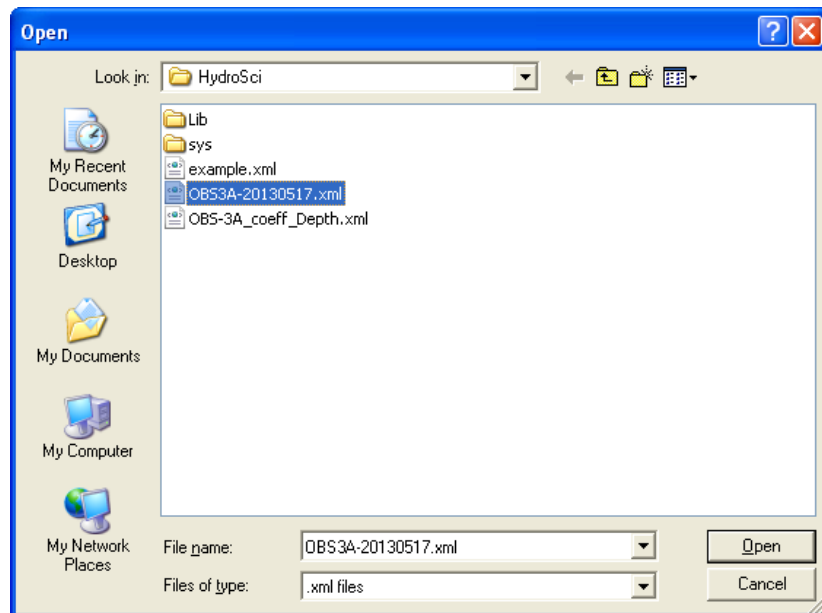 Open
Look in: HydroSci
Lib
sys
example.xml
OBS3A-20130517.xml
OBS-3A_coeff_Depth.xml
My Recent
Documents
Desktop
My Documents
My Computer
My Network
Places
File name: OBS3A-20130517.xml Open
Files of type: .xml files Cancel